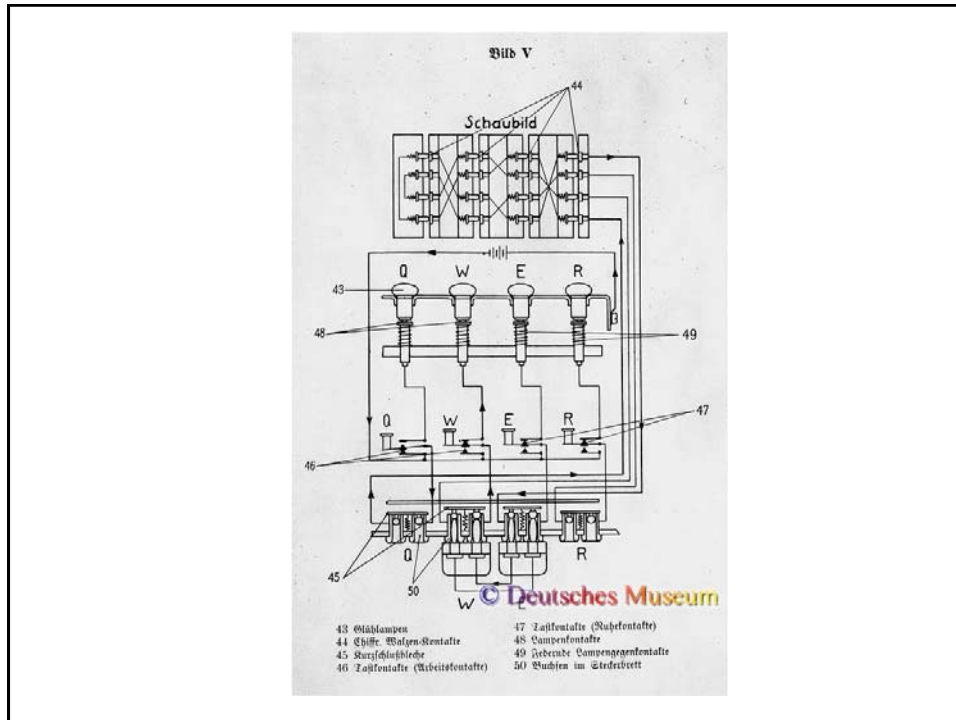 Bild V
44
Schaubild
Q W E R
43
48
49
Q W E R
47
46
Q R
45
50
W E
© Deutsches Museum
43 Glühlampen
44 Chiffr. Walzen-Kontakte
45 Kurzschlußbleche
46 Tastkontakte (Arbeitskontakte)
47 Tastkontakte (Ruhekontakte)
48 Lampenkontakte
49 Federnde Lampengegenkontakte
50 Buchsen im Steckerbrett